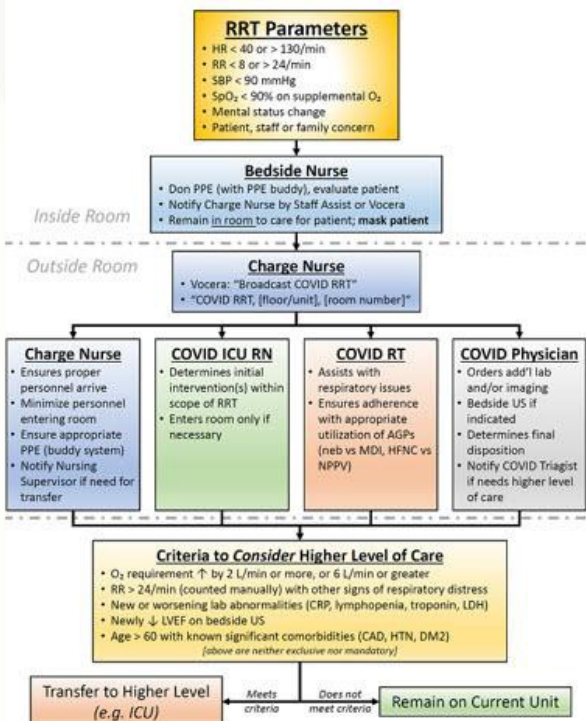 RRT Parameters
• HR < 40 or > 130/min
• RR < 8 or > 24/min
• SBP < 90 mmHg
• SpO₂ < 90% on supplemental O₂
• Mental status change
• Patient, staff or family concern
Bedside Nurse
• Don PPE (with PPE buddy), evaluate patient
• Notify Charge Nurse by Staff Assist or Vocera
• Remain in room to care for patient; mask patient
Inside Room
Outside Room
Charge Nurse
• Vocera: “Broadcast COVID RRT”
• “COVID RRT, [floor/unit], [room number]”
Charge Nurse
• Ensures proper
personnel arrive
• Minimize personnel
entering room
• Ensure appropriate
PPE (buddy system)
• Notify Nursing
Supervisor if need for
transfer
COVID ICU RN
• Determines initial
intervention(s) within
scope of RRT
• Enters room only if
necessary
COVID RT
• Assists with
respiratory issues
• Ensures adherence
with appropriate
utilization of AGPs
(neb vs MDI, HFNC vs
NPPV)
COVID Physician
• Orders add’l lab
and/or imaging
• Bedside US if
indicated
• Determines final
disposition
• Notify COVID Triagist
if needs higher level
of care
Criteria to Consider Higher Level of Care
• O₂ requirement ↑ by 2 L/min or more, or 6 L/min or greater
• RR > 24/min (counted manually) with other signs of respiratory distress
• New or worsening lab abnormalities (CRP, lymphopenia, troponin, LDH)
• Newly ↓ LVEF on bedside US
• Age > 60 with known significant comorbidities (CAD, HTN, DM2)
[above are neither exclusive nor mandatory]
Transfer to Higher Level
(e.g. ICU)
Meets
criteria
Does not
meet criteria
Remain on Current Unit